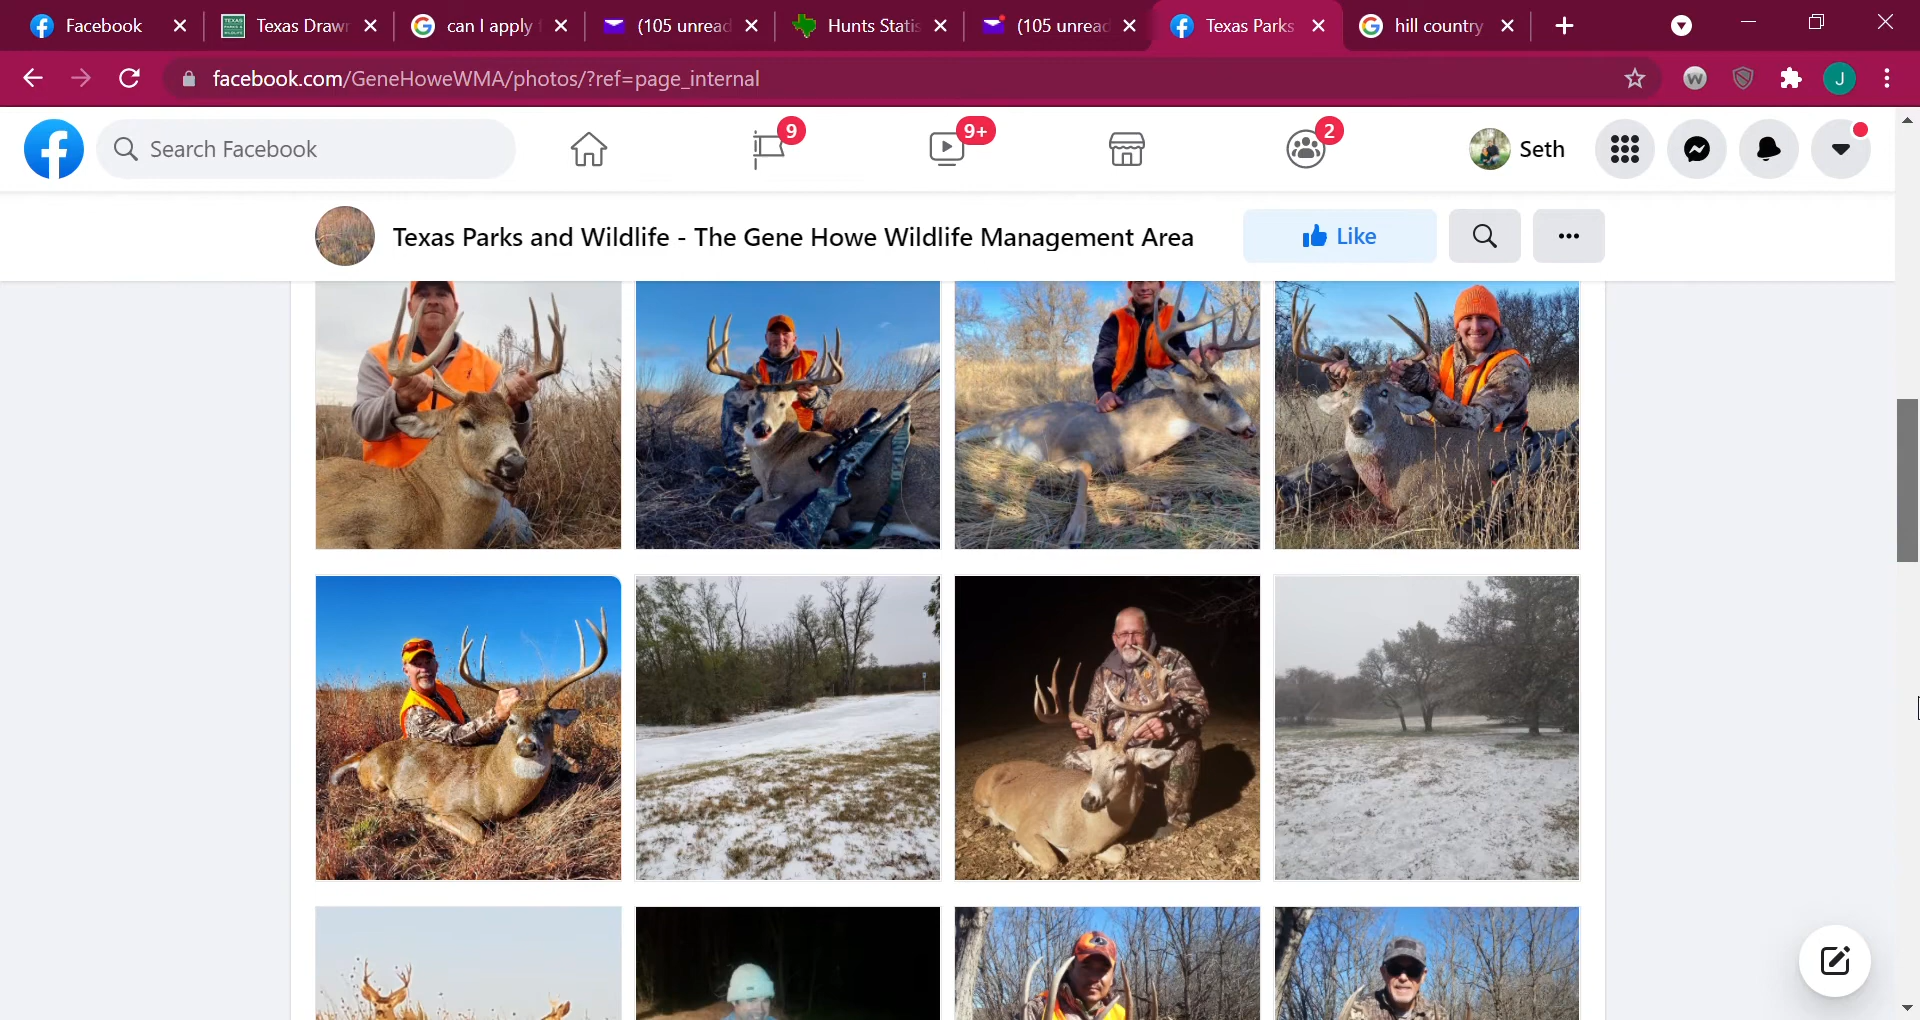 Facebook
Texas Drawn
can I apply f
(105 unread
Hunts Statis
(105 unread
Texas Parks
hill country
facebook.com/GeneHoweWMA/photos/?ref=page_internal
W
J
Search Facebook
9
9+
2
Seth
Texas Parks and Wildlife - The Gene Howe Wildlife Management Area
Like